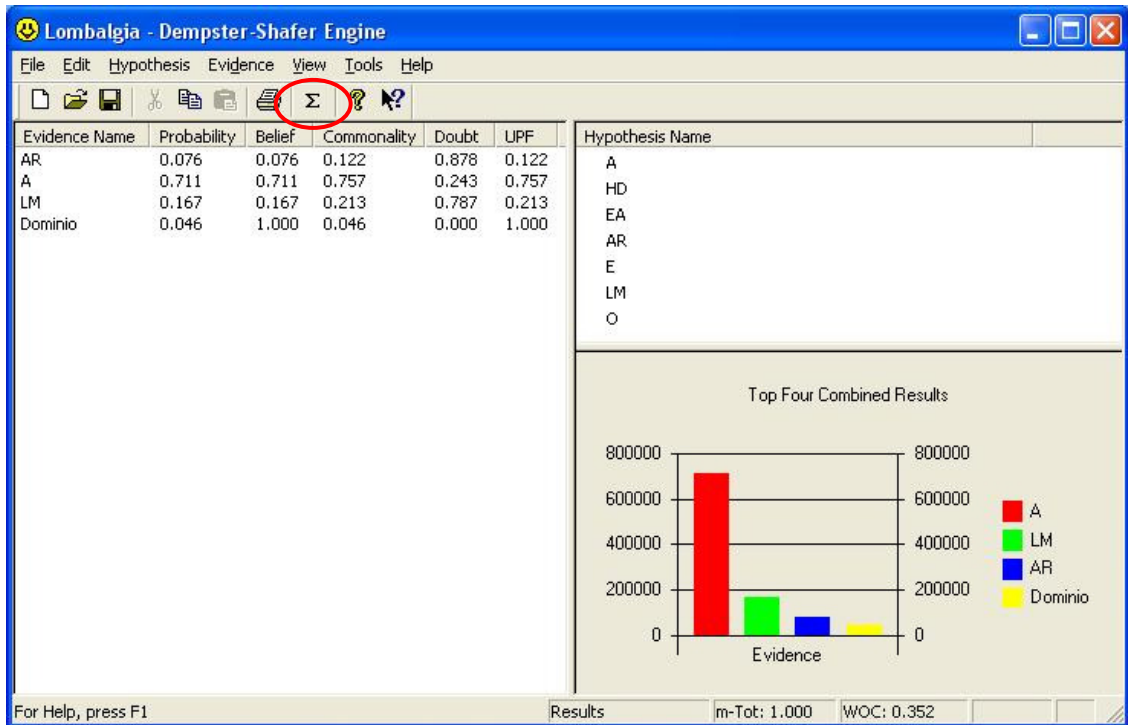 Lombalgia - Dempster-Shafer Engine
File Edit Hypothesis Evidence View Tools Help
Σ ? ?
Evidence Name Probability Belief Commonality Doubt UPF
AR 0.076 0.076 0.122 0.878 0.122
A 0.711 0.711 0.757 0.243 0.757
LM 0.167 0.167 0.213 0.787 0.213
Dominio 0.046 1.000 0.046 0.000 1.000
Hypothesis Name
A
HD
EA
AR
E
LM
O
Top Four Combined Results
800000 800000
600000 600000
400000 400000
200000 200000
0 0
Evidence
A
LM
AR
Dominio
For Help, press F1 Results m-Tot: 1.000 WOC: 0.352